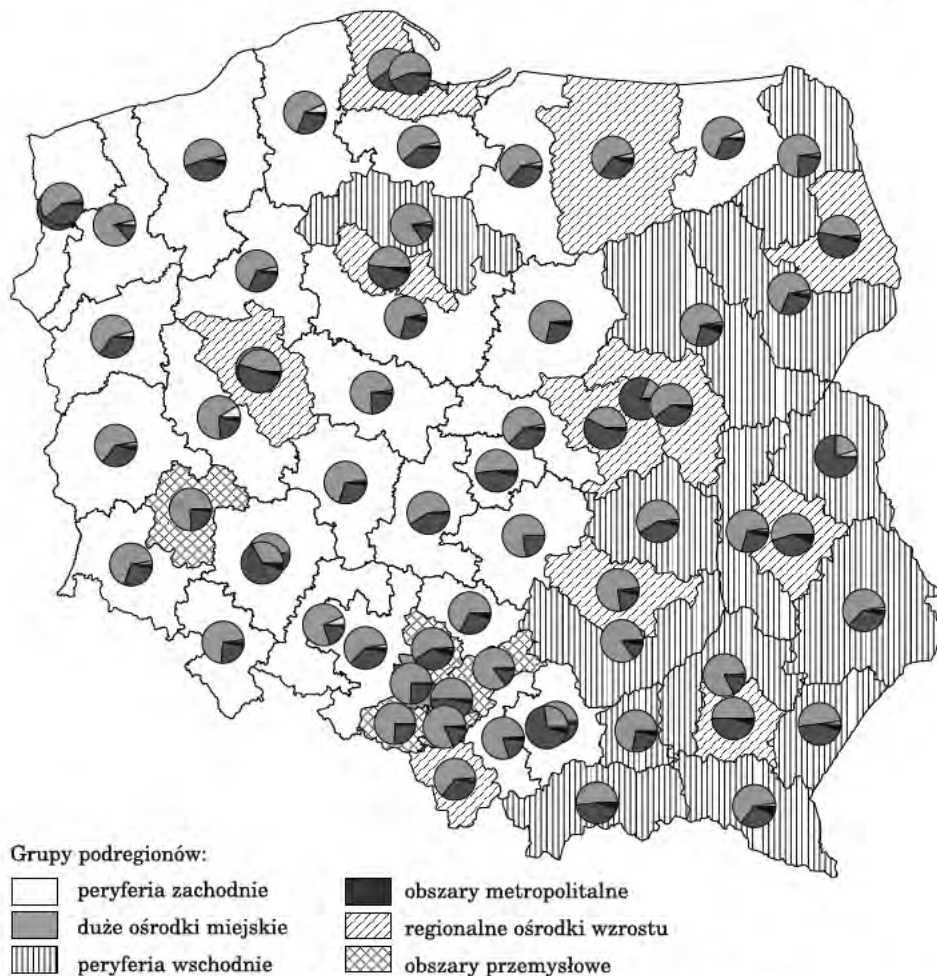 Grupy podregionów:
peryferia zachodnie
duże ośrodki miejskie
peryferia wschodnie
obszary metropolitalne
regionalne ośrodki wzrostu
obszary przemysłowe